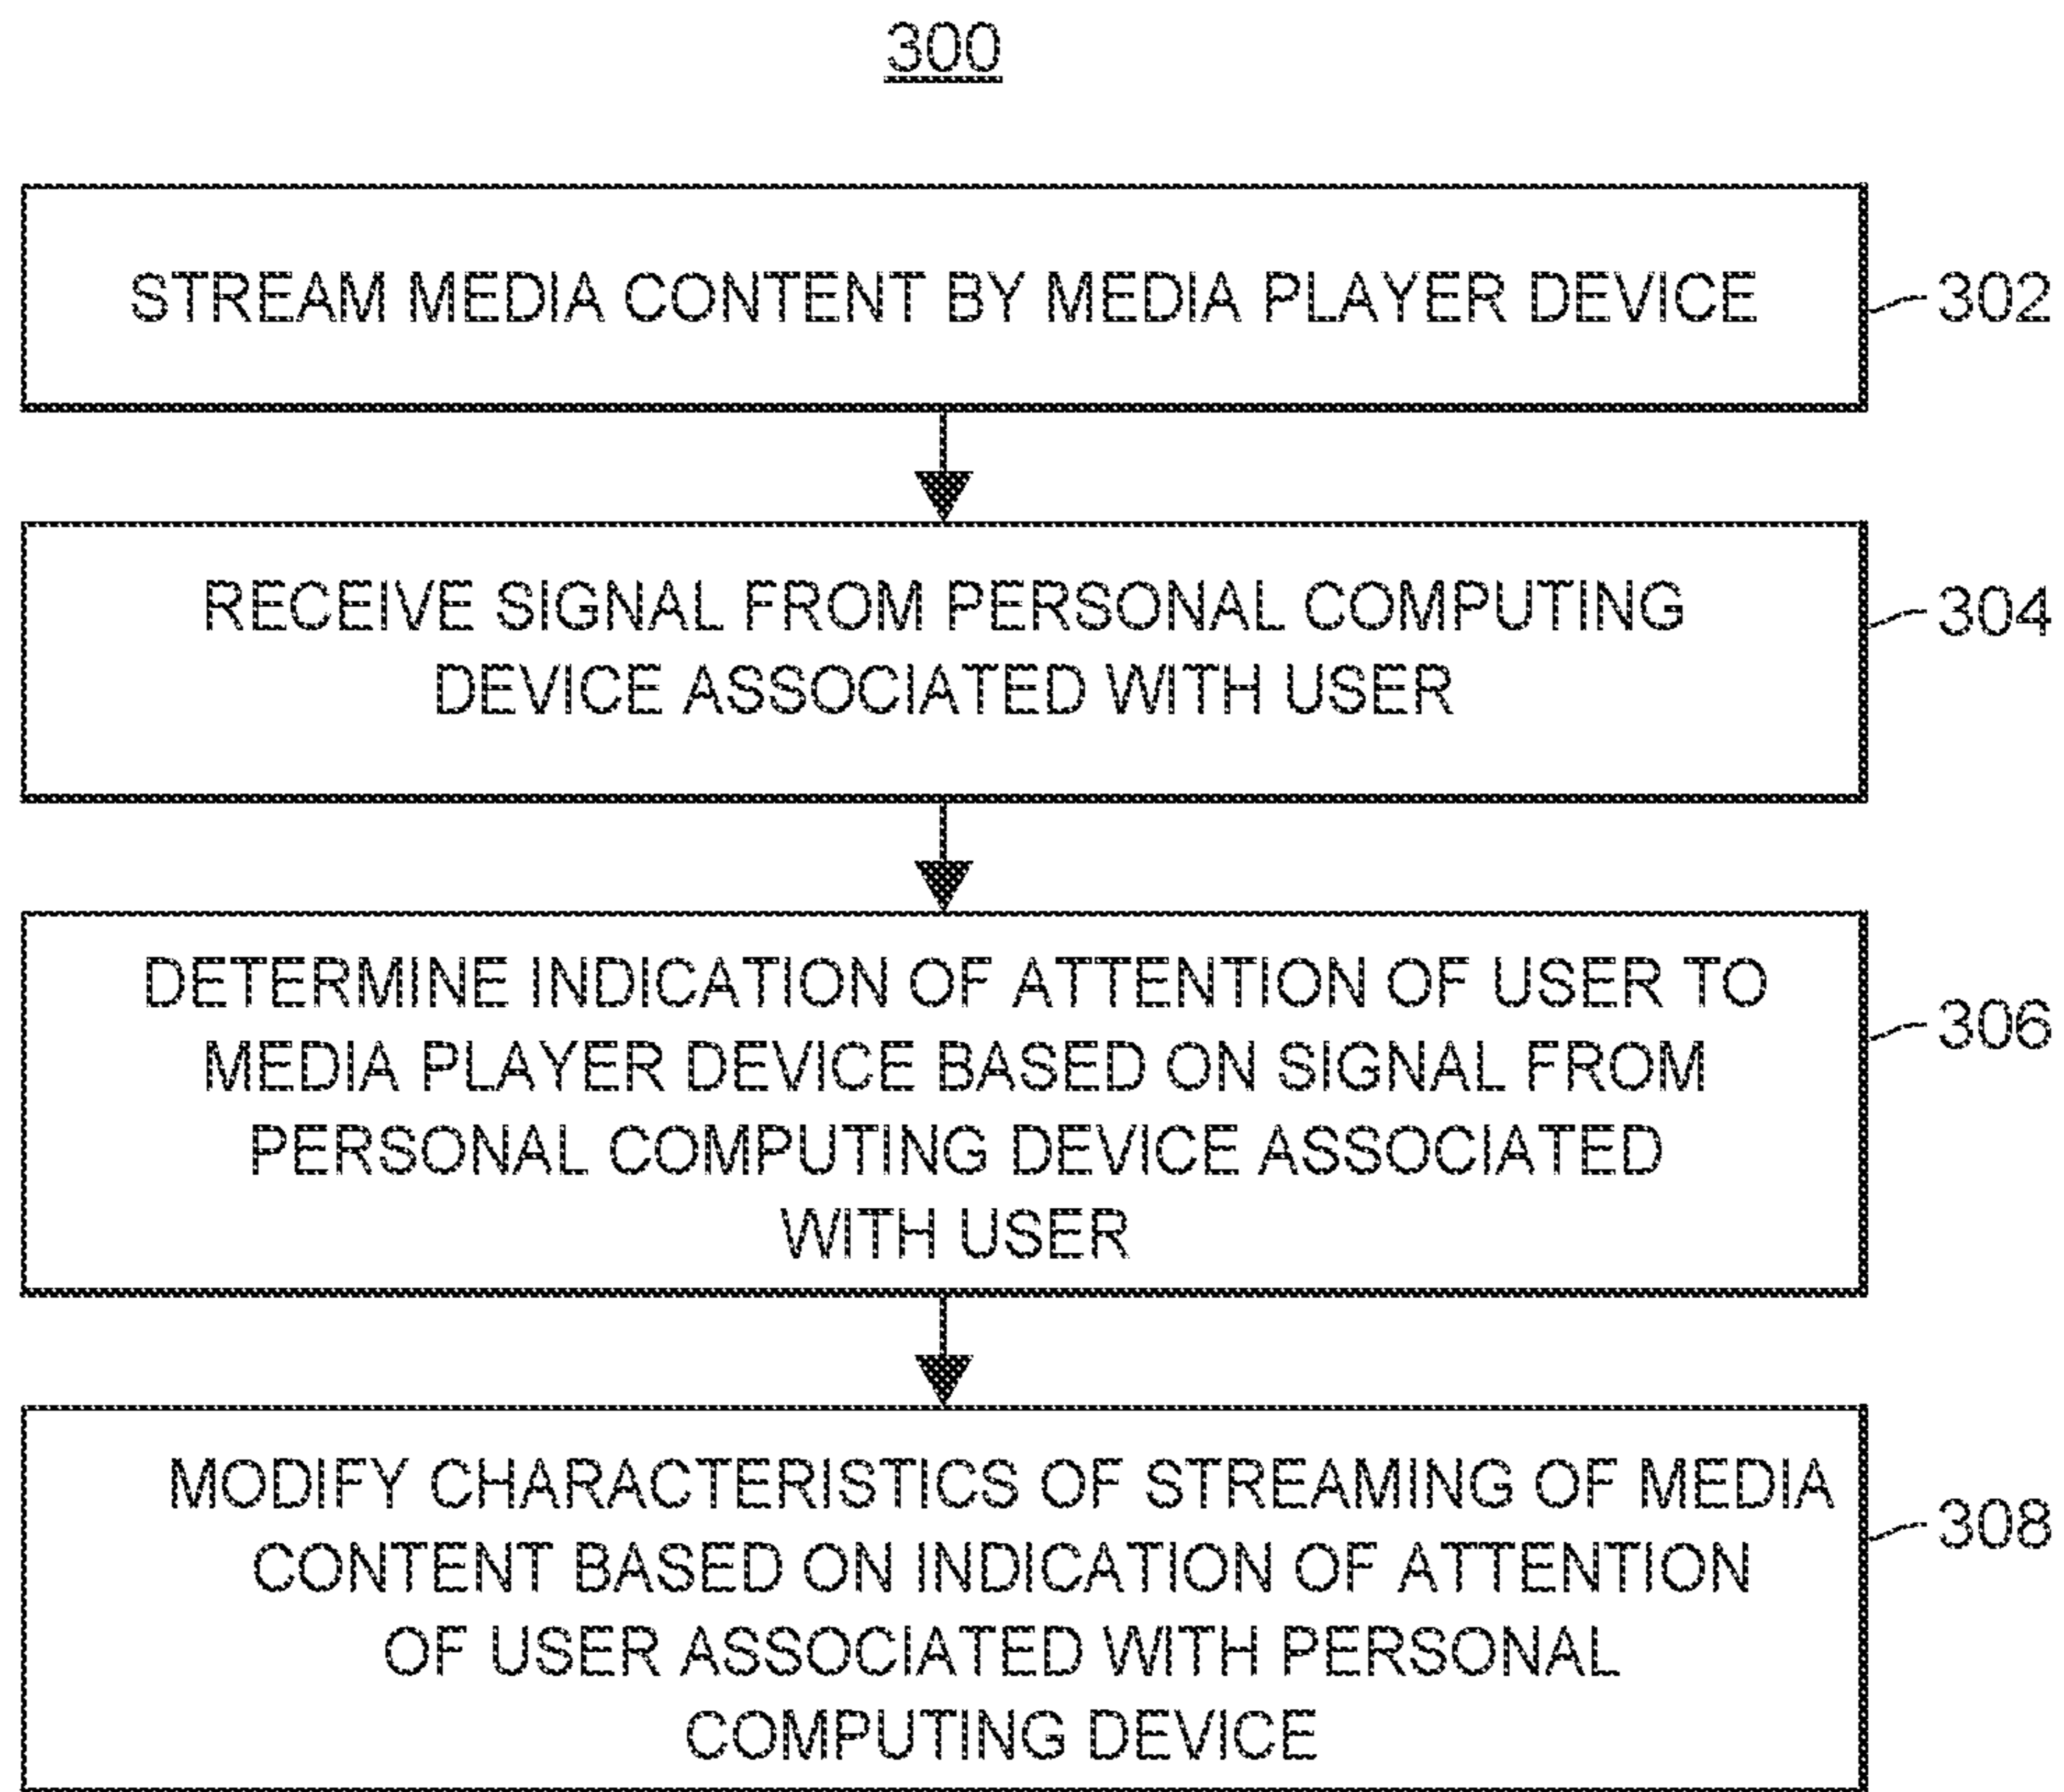 300
STREAM MEDIA CONTENT BY MEDIA PLAYER DEVICE
302
RECEIVE SIGNAL FROM PERSONAL COMPUTING
DEVICE ASSOCIATED WITH USER
304
DETERMINE INDICATION OF ATTENTION OF USER TO
MEDIA PLAYER DEVICE BASED ON SIGNAL FROM
PERSONAL COMPUTING DEVICE ASSOCIATED
WITH USER
306
MODIFY CHARACTERISTICS OF STREAMING OF MEDIA
CONTENT BASED ON INDICATION OF ATTENTION
OF USER ASSOCIATED WITH PERSONAL
COMPUTING DEVICE
308